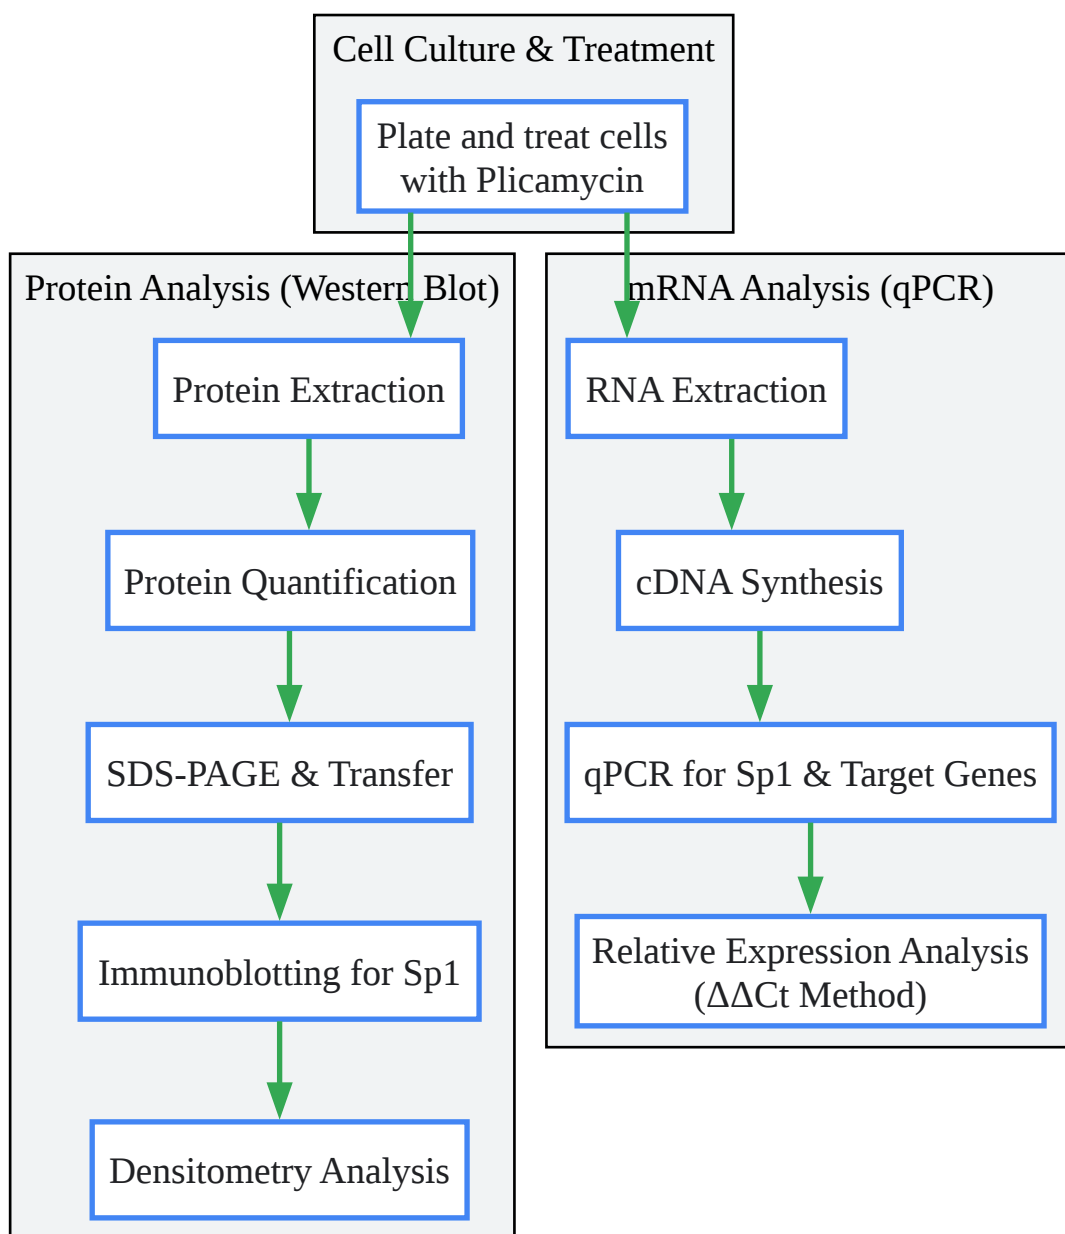 Cell Culture & Treatment
Plate and treat cells
with Plicamycin
Protein Analysis (Western Blot)
Protein Extraction
Protein Quantification
SDS-PAGE & Transfer
Immunoblotting for Sp1
Densitometry Analysis
mRNA Analysis (qPCR)
RNA Extraction
cDNA Synthesis
qPCR for Sp1 & Target Genes
Relative Expression Analysis
(ΔΔCt Method)